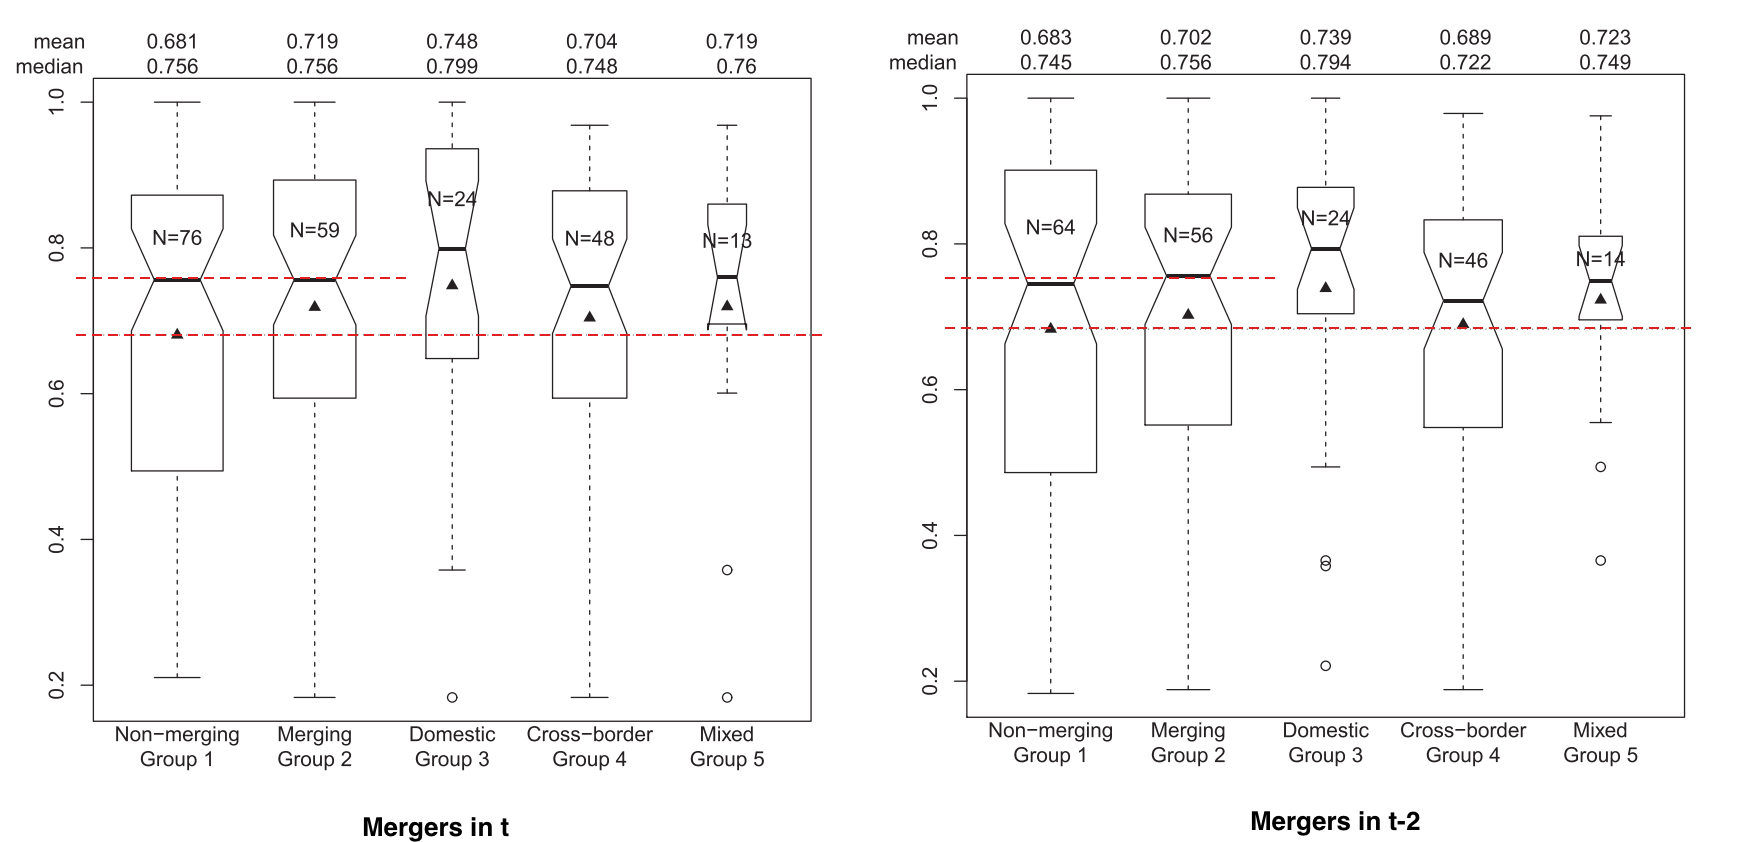 mean 0.681 0.719 0.748 0.704 0.719
median 0.756 0.756 0.799 0.748 0.76
1.0
0.8
0.6
0.4
0.2
N=76 N=59 N=24 N=48 N=13
Non−merging Merging Domestic Cross−border Mixed
Group 1 Group 2 Group 3 Group 4 Group 5
Mergers in t
mean 0.683 0.702 0.739 0.689 0.723
median 0.745 0.756 0.794 0.722 0.749
1.0
0.8
0.6
0.4
0.2
N=64 N=56 N=24 N=46 N=14
Non−merging Merging Domestic Cross−border Mixed
Group 1 Group 2 Group 3 Group 4 Group 5
Mergers in t-2